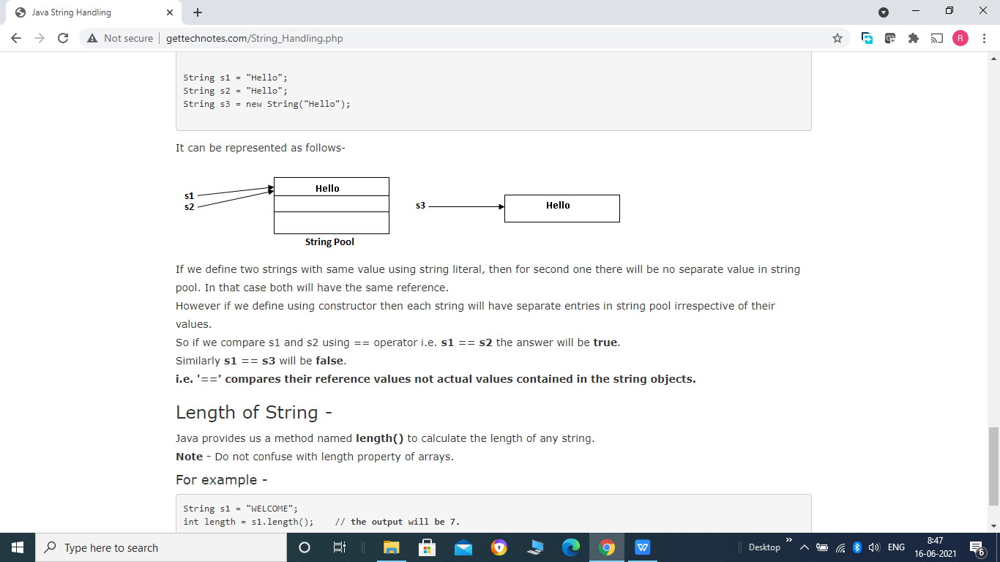 Java String Handling
Not secure
gettechnotes.com/String_Handling.php
R
String s1 = "Hello";
String s2 = "Hello";
String s3 = new String("Hello");
It can be represented as follows-
s1
s2
Hello
String Pool
s3
Hello
If we define two strings with same value using string literal, then for second one there will be no separate value in string
pool. In that case both will have the same reference.
However if we define using constructor then each string will have separate entries in string pool irrespective of their
values.
So if we compare s1 and s2 using == operator i.e. s1 == s2 the answer will be true.
Similarly s1 == s3 will be false.
i.e. '==' compares their reference values not actual values contained in the string objects.
Length of String -
Java provides us a method named length() to calculate the length of any string.
Note - Do not confuse with length property of arrays.
For example -
String s1 = "WELCOME";
int length = s1.length();    // the output will be 7.
Type here to search
Desktop
ENG
8:47
16-06-2021
6